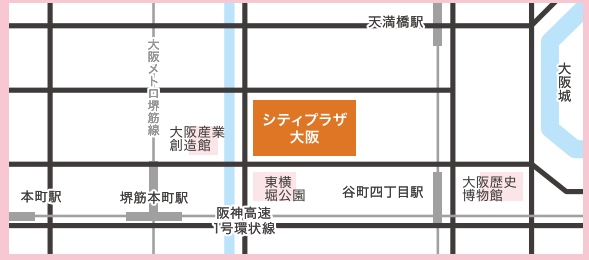 天満橋駅
大阪メトロ堺筋線
大阪城
シティプラザ
大阪
大阪産業
創造館
本町駅
堺筋本町駅
東横
堀公園
谷町四丁目駅
大阪歴史
博物館
阪神高速
1号環状線